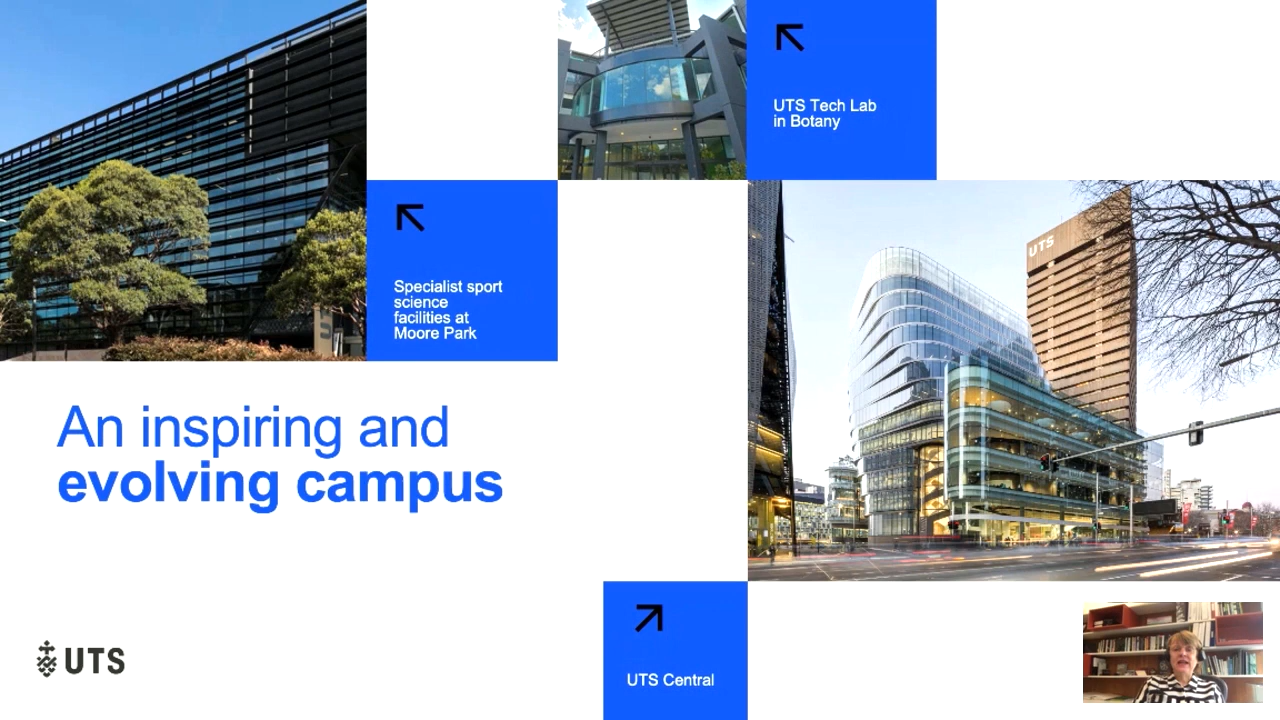 UTS Tech Lab
in Botany
Specialist sport
science
facilities at
Moore Park
UTS
An inspiring and
evolving campus
UTS
UTS Central